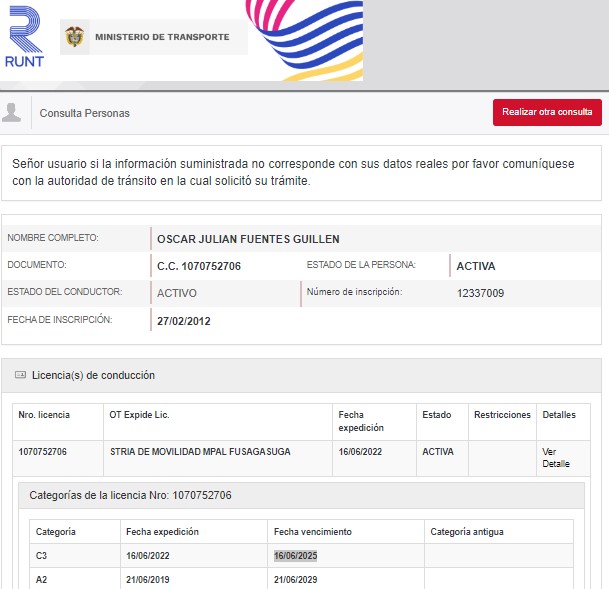 RUNT
MINISTERIO DE TRANSPORTE
Consulta Personas
Realizar otra consulta
Señor usuario si la información suministrada no corresponde con sus datos reales por favor comuníquese
con la autoridad de tránsito en la cual solicitó su trámite.
NOMBRE COMPLETO: OSCAR JULIAN FUENTES GUILLEN
DOCUMENTO: C.C. 1070752706 ESTADO DE LA PERSONA: ACTIVA
ESTADO DEL CONDUCTOR: ACTIVO Número de inscripción: 12337009
FECHA DE INSCRIPCIÓN: 27/02/2012
Licencia(s) de conducción
Nro. licencia OT Expide Lic. Fecha expedición Estado Restricciones Detalles
1070752706 STRIA DE MOVILIDAD MPAL FUSAGASUGA 16/06/2022 ACTIVA Ver Detalle
Categorías de la licencia Nro: 1070752706
Categoría Fecha expedición Fecha vencimiento Categoría antigua
C3 16/06/2022 16/06/2025
A2 21/06/2019 21/06/2029